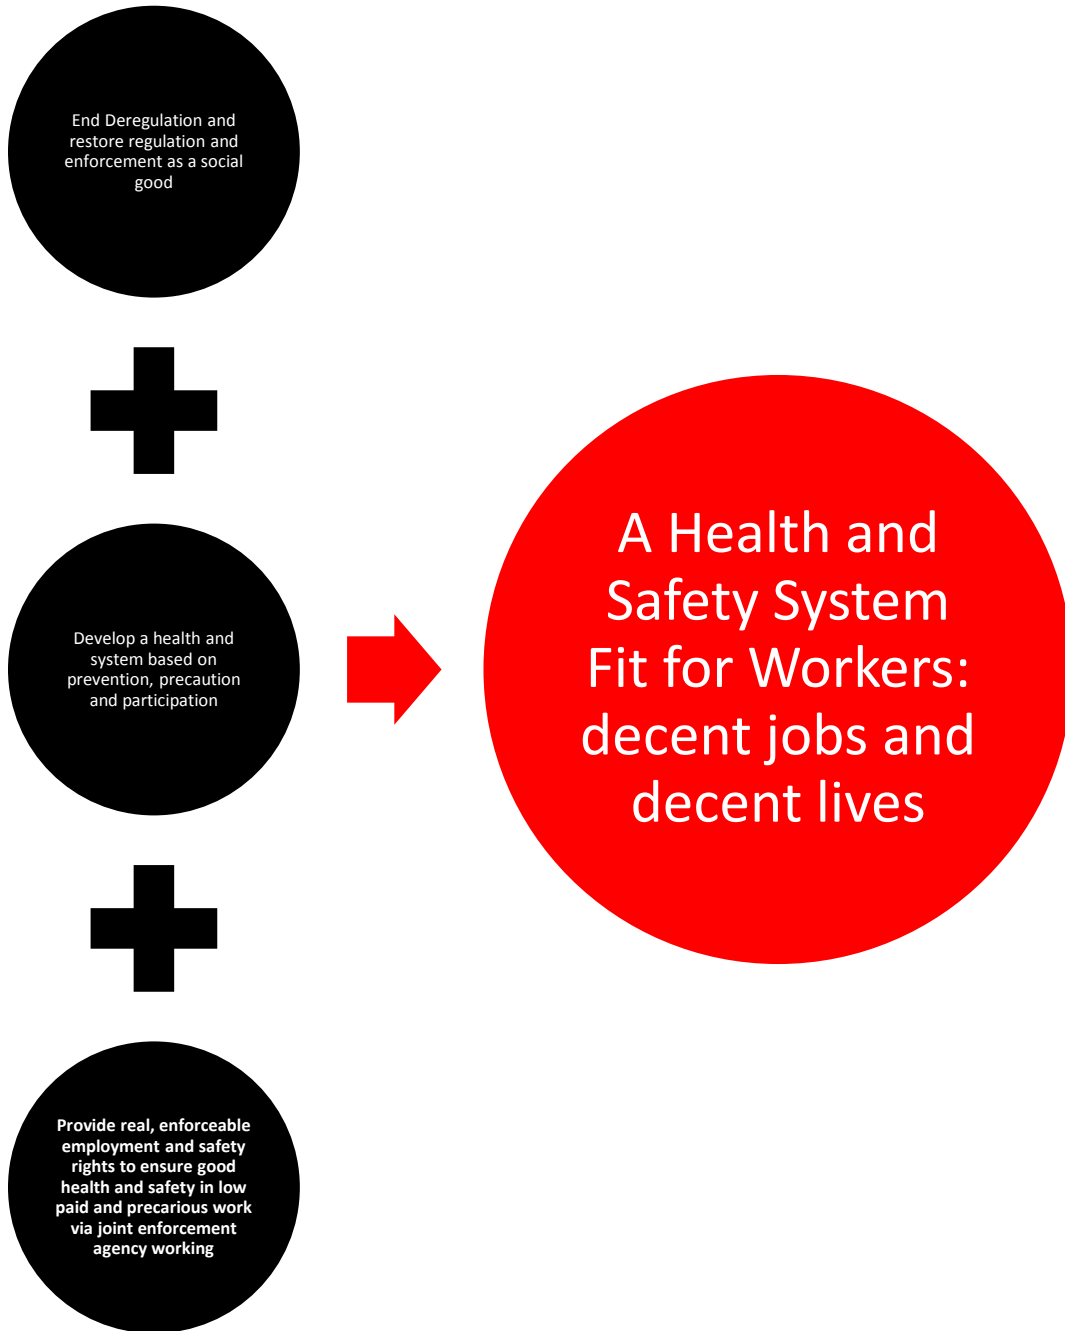 End Deregulation and
restore regulation and
enforcement as a social
good
Develop a health and
system based on
prevention, precaution
and participation
A Health and
Safety System
Fit for Workers:
decent jobs and
decent lives
Provide real, enforceable
employment and safety
rights to ensure good
health and safety in low
paid and precarious work
via joint enforcement
agency working